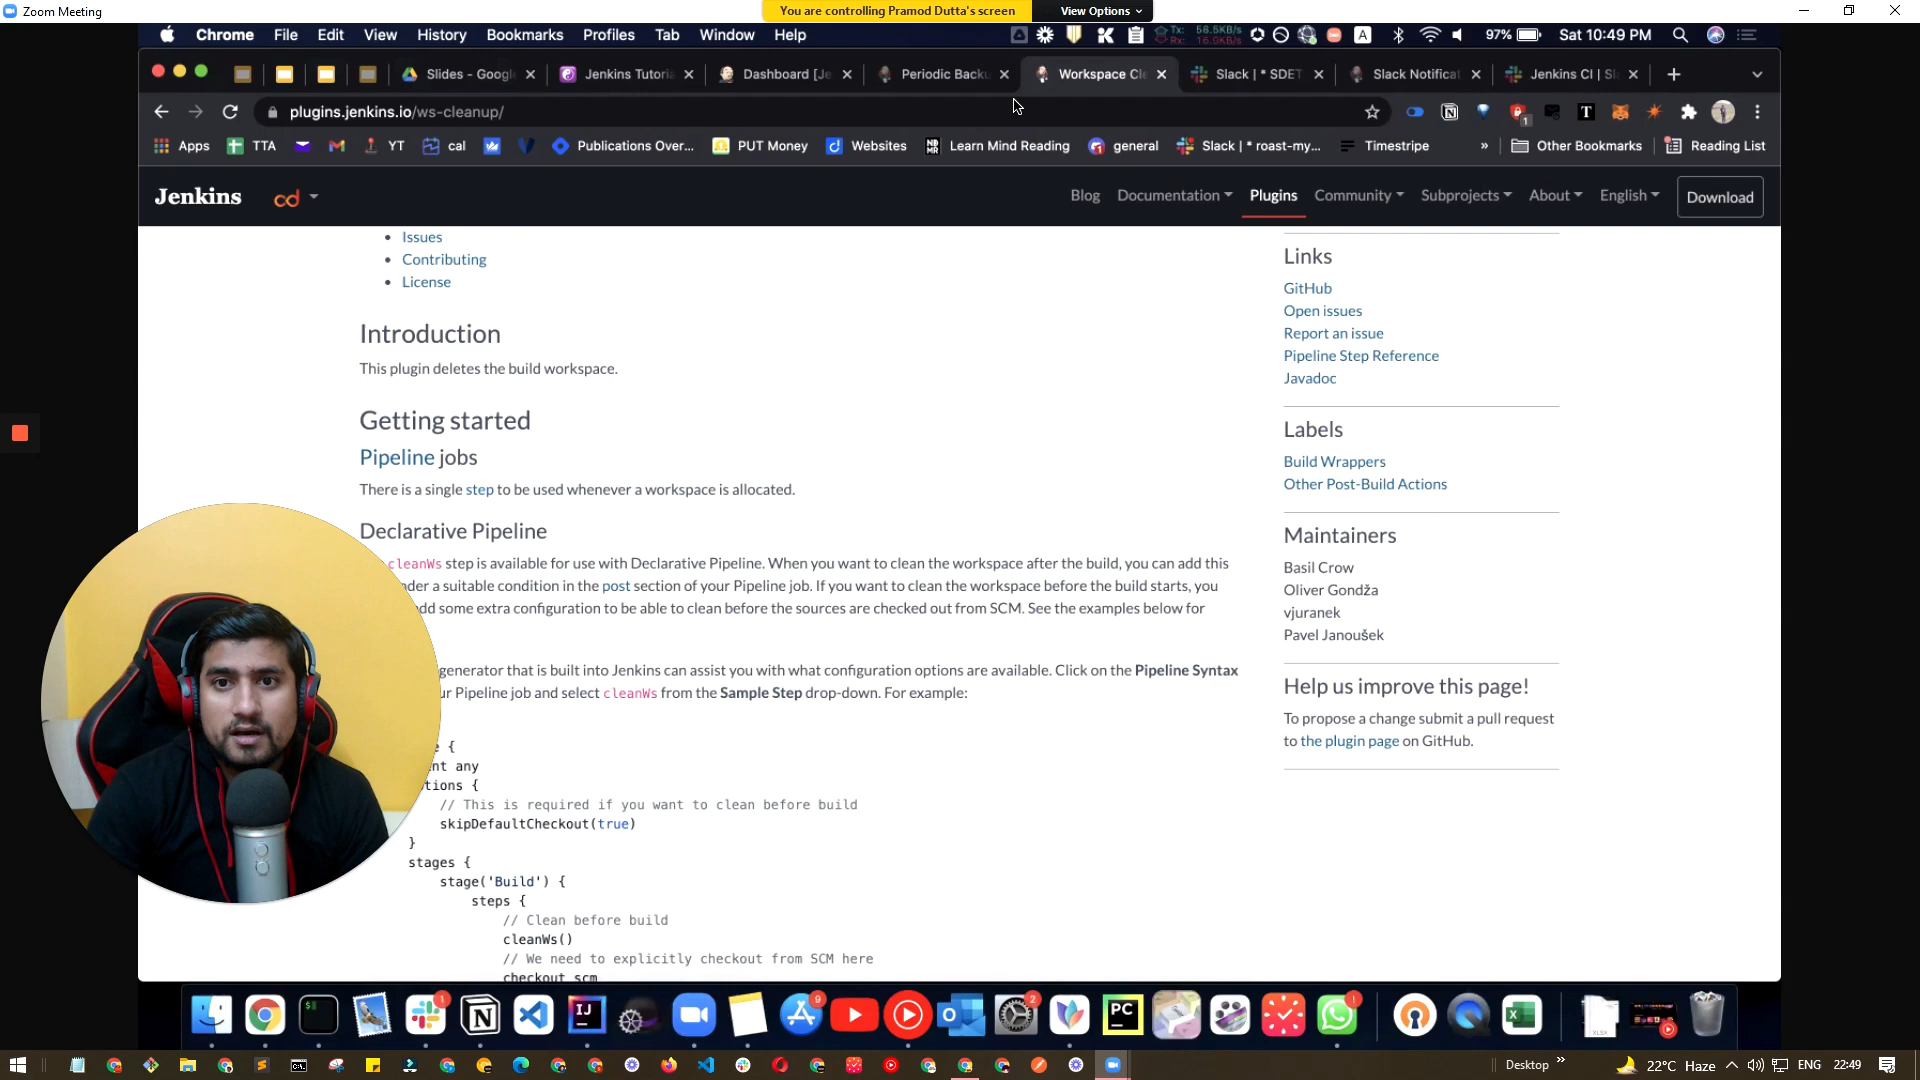 Zoom Meeting
You are controlling Pramod Dutta's screen
View Options
Chrome File Edit View History Bookmarks Profiles Tab Window Help
Tx: 58.5KB/s
Rx: 16.0KB/s
97%
Sat 10:49 PM
Slides - Google
Jenkins Tutoria
Dashboard [Je
Periodic Backu
Workspace Cle
Slack | * SDET
Slack Notificat
Jenkins CI | Sl
plugins.jenkins.io/ws-cleanup/
Apps
TTA
YT
cal
Publications Over...
PUT Money
Websites
Learn Mind Reading
general
Slack | * roast-my...
Timestripe
»
Other Bookmarks
Reading List
Jenkins
cd
Blog Documentation Plugins Community Subprojects About English Download
Issues
Contributing
License
Introduction
This plugin deletes the build workspace.
Getting started
Pipeline jobs
There is a single step to be used whenever a workspace is allocated.
Declarative Pipeline
cleanWs step is available for use with Declarative Pipeline. When you want to clean the workspace after the build, you can add this
nder a suitable condition in the post section of your Pipeline job. If you want to clean the workspace before the build starts, you
add some extra configuration to be able to clean before the sources are checked out from SCM. See the examples below for
generator that is built into Jenkins can assist you with what configuration options are available. Click on the Pipeline Syntax
ur Pipeline job and select cleanWs from the Sample Step drop-down. For example:
e {
nt any
tions {
// This is required if you want to clean before build
skipDefaultCheckout(true)
}
stages {
stage('Build') {
steps {
// Clean before build
cleanWs()
// We need to explicitly checkout from SCM here
checkout scm
Links
GitHub
Open issues
Report an issue
Pipeline Step Reference
Javadoc
Labels
Build Wrappers
Other Post-Build Actions
Maintainers
Basil Crow
Oliver Gondža
vjuranek
Pavel Janoušek
Help us improve this page!
To propose a change submit a pull request
to the plugin page on GitHub.
Desktop
22°C Haze
ENG
22:49